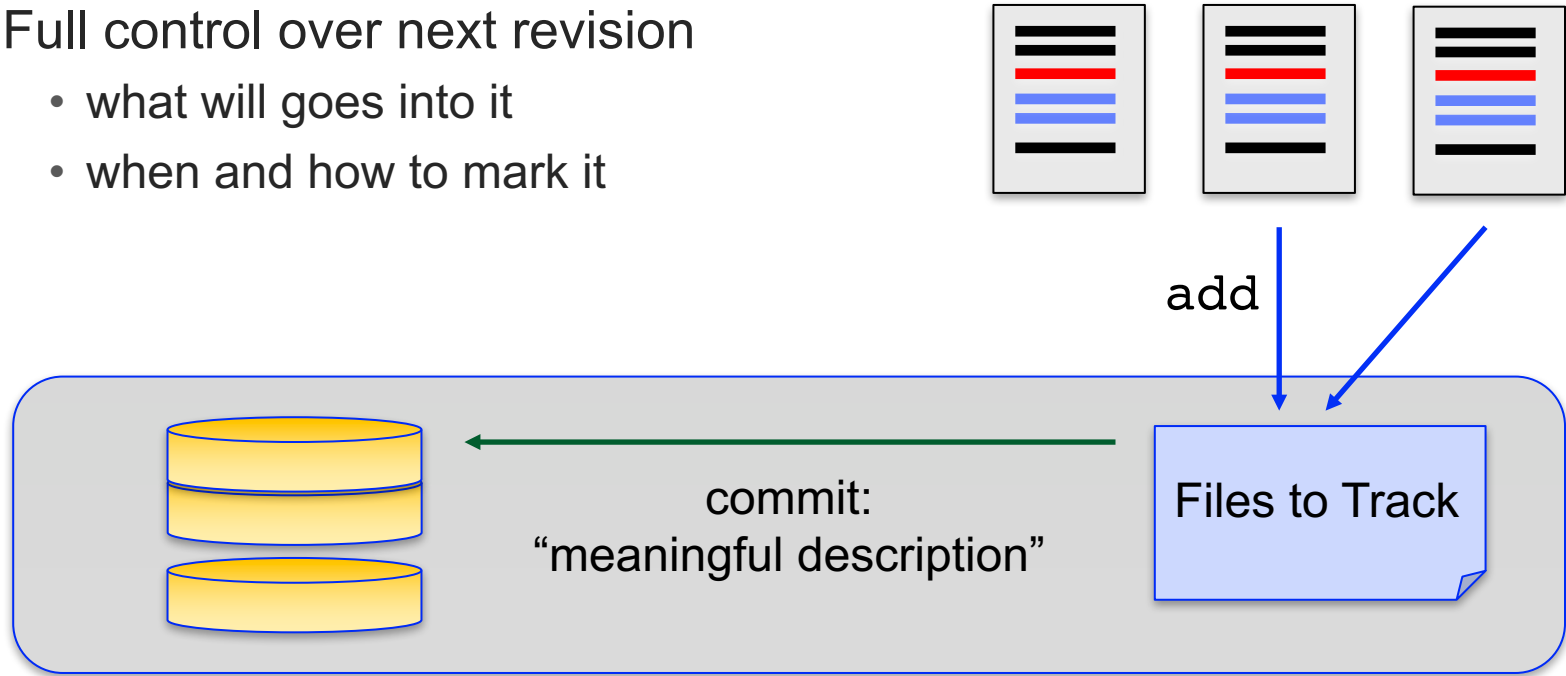 Full control over next revision
• what will goes into it
• when and how to mark it
add
commit:
“meaningful description”
Files to Track